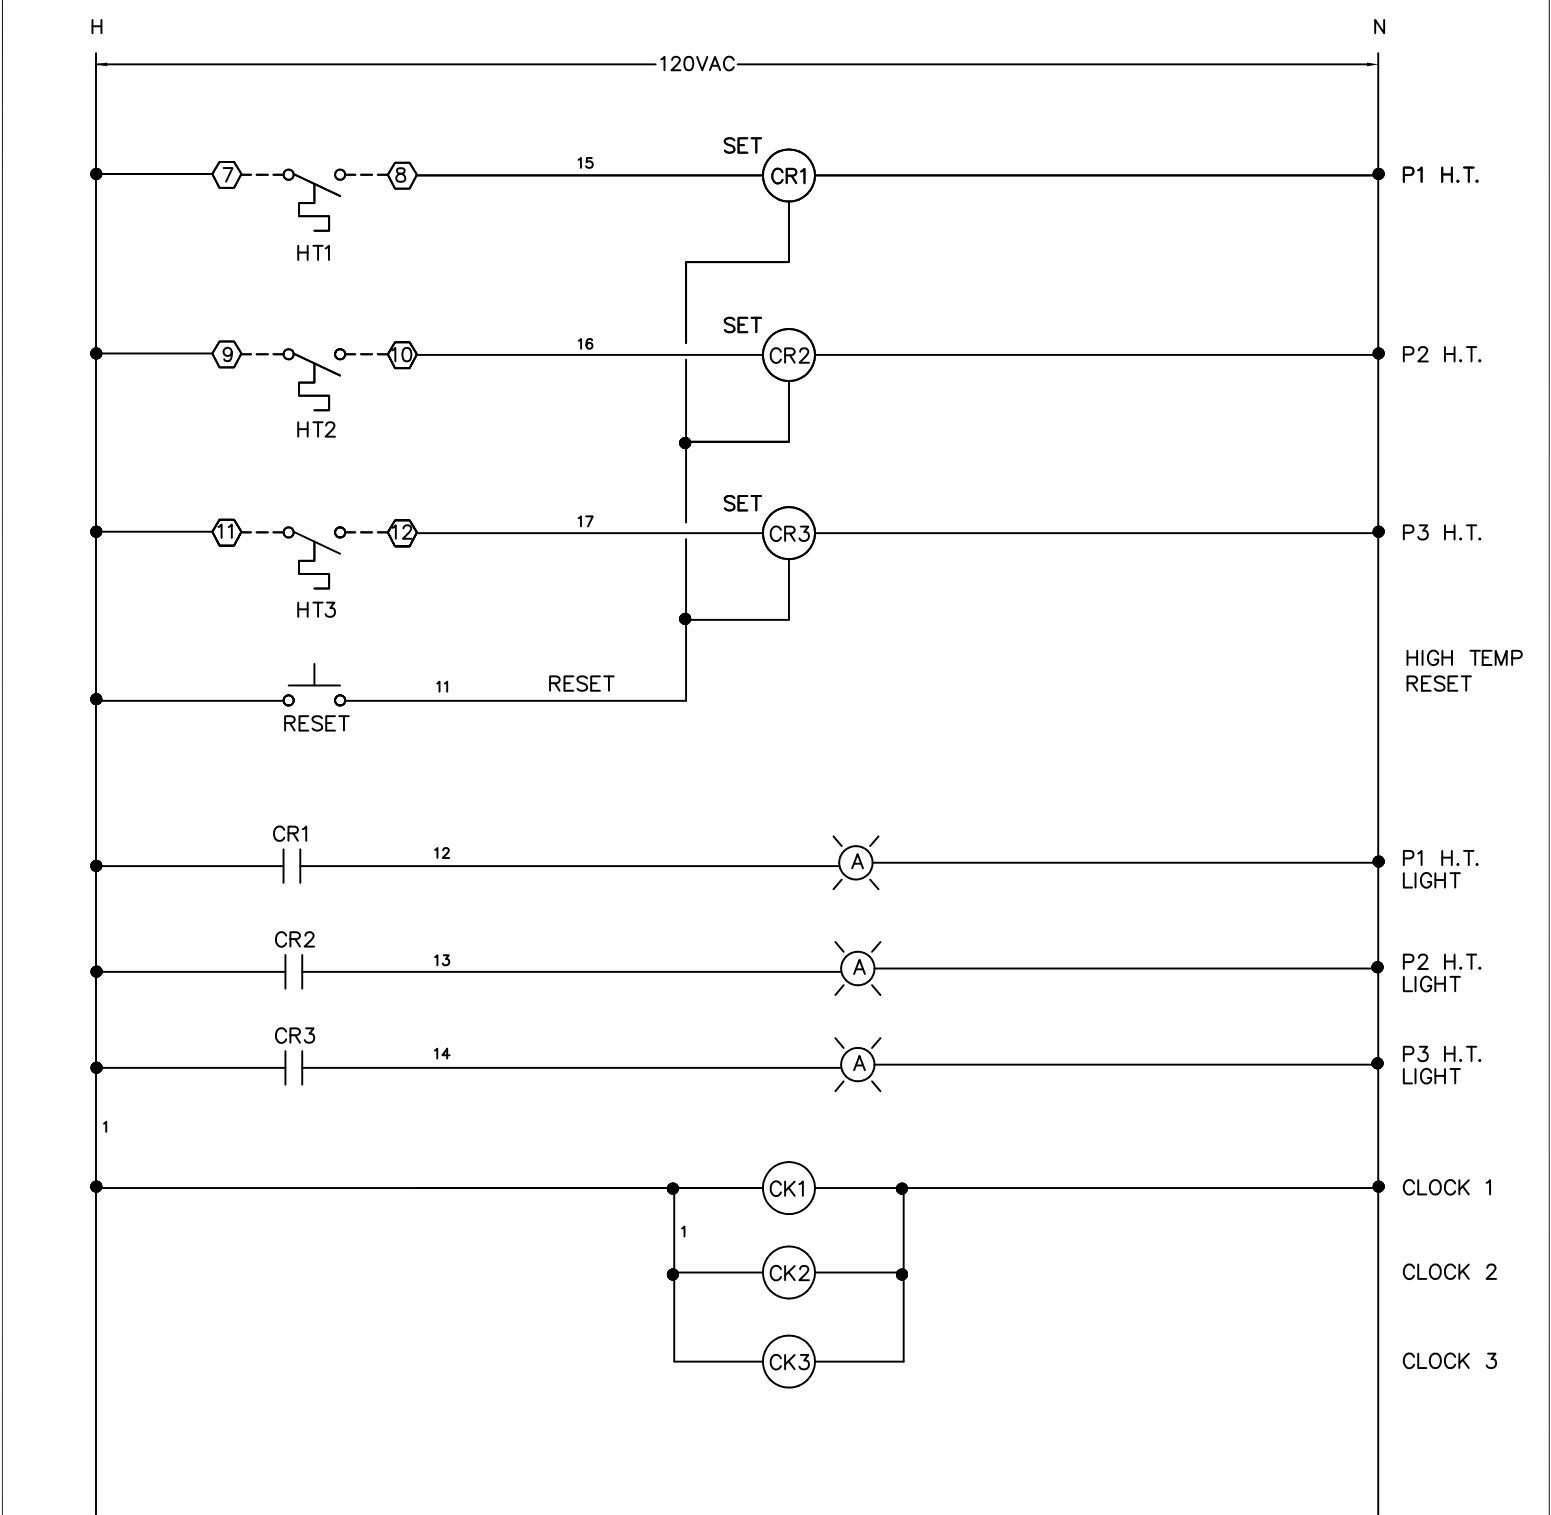 H
N
120VAC
SET
7
8
15
CR1
P1 H.T.
HT1
SET
9
10
16
CR2
P2 H.T.
HT2
SET
11
12
17
CR3
P3 H.T.
HT3
HIGH TEMP
RESET
11
RESET
RESET
CR1
12
A
P1 H.T.
LIGHT
CR2
13
A
P2 H.T.
LIGHT
CR3
14
A
P3 H.T.
LIGHT
1
CK1
CLOCK 1
1
CK2
CLOCK 2
CK3
CLOCK 3